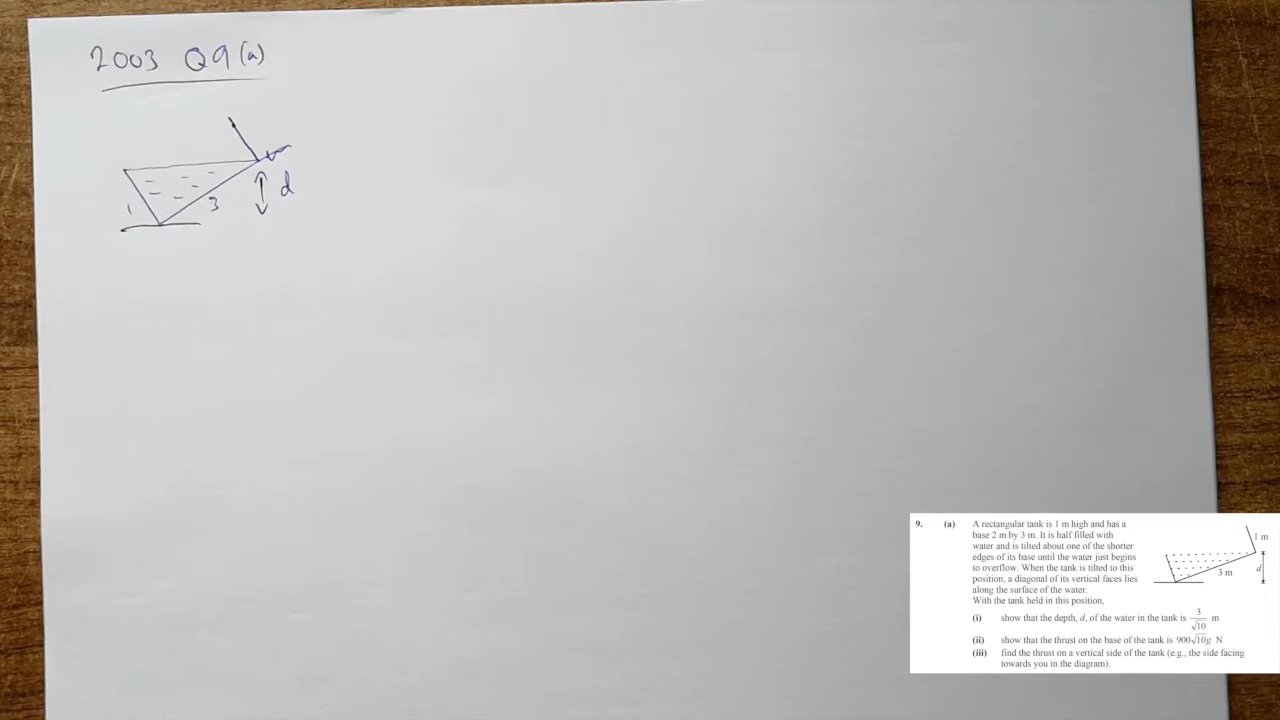 2003 Q9(a)
d
1
3
9. (a) A rectangular tank is 1 m high and has a
base 2 m by 3 m. It is half filled with
water and is tilted about one of the shorter
edges of its base until the water just begins
to overflow. When the tank is tilted to this
position, a diagonal of its vertical faces lies
along the surface of the water.
With the tank held in this position,
1 m
3 m
d
(i) show that the depth, d, of the water in the tank is 3/√10 m
(ii) show that the thrust on the base of the tank is 900√10g N
(iii) find the thrust on a vertical side of the tank (e.g., the side facing
towards you in the diagram).